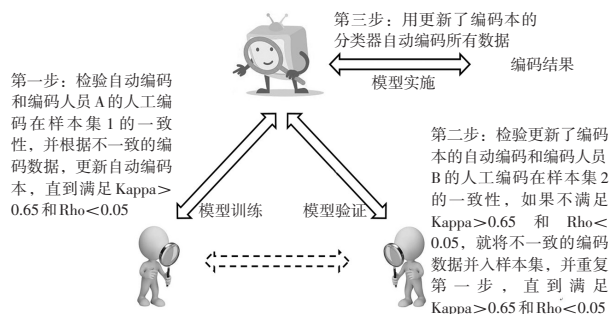 第三步：用更新了编码本的
分类器自动编码所有数据
编码结果
模型实施
第一步：检验自动编码
和编码人员A的人工编
码在样本集1的一致
性，并根据不一致的编
码数据，更新自动编码
本，直到满足Kappa＞
0.65和Rho＜0.05
模型训练
模型验证
第二步：检验更新了编码
本的自动编码和编码人员
B的人工编码在样本集2
的一致性，如果不满足
Kappa＞0.65 和 Rho＜
0.05，就将不一致的编码
数据并入样本集，并重复
第一步，直到满足
Kappa＞0.65和Rho＜0.05